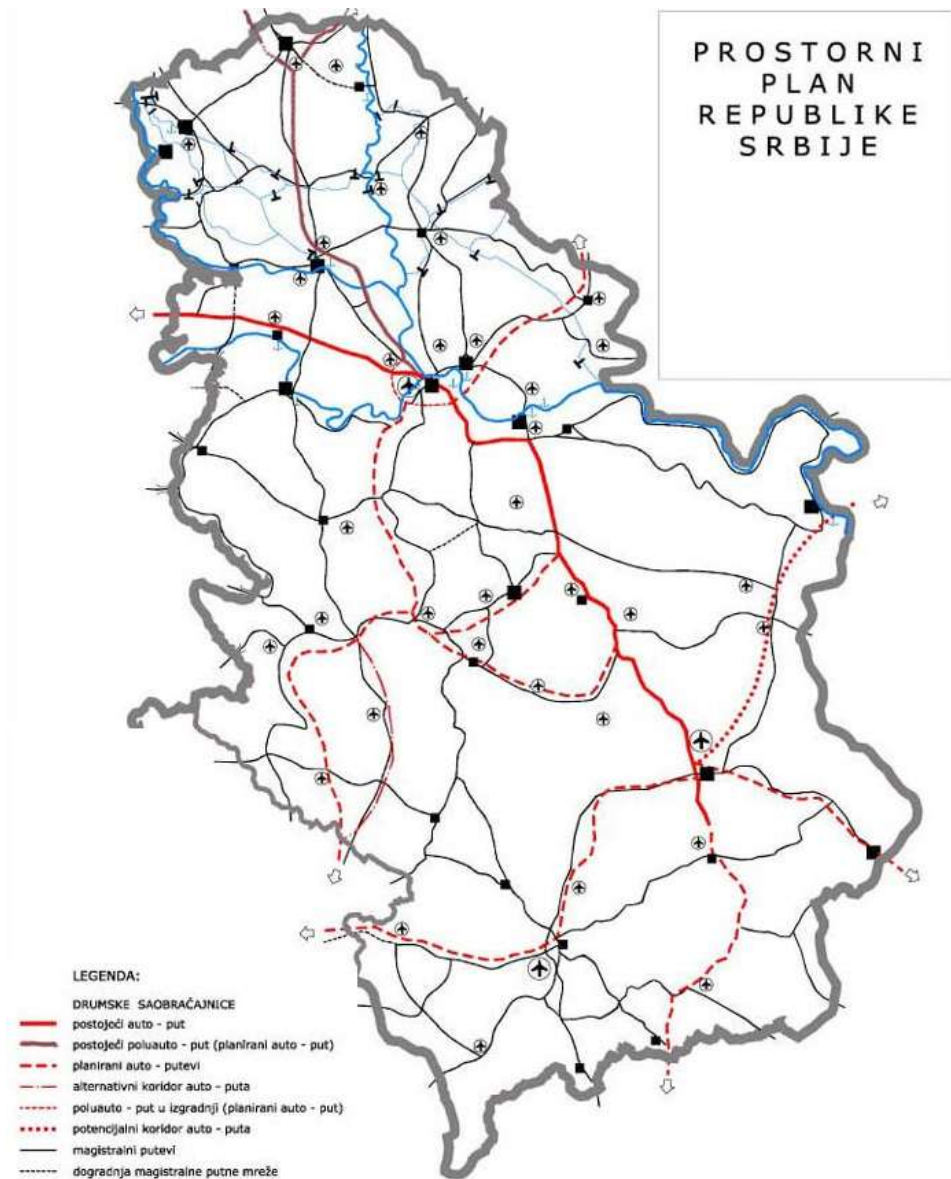 PROSTORNI
PLAN
REPUBLIKE
SRBIJE
LEGENDA:
DRUMSKE SAOBRAĆAJNICE
postojeći auto - put
postojeći poluauto - put (planirani auto - put)
planirani auto - putevi
alternativni koridor auto - puta
poluauto - put u izgradnji (planirani auto - put)
potencijalni koridor auto - puta
magistralni putevi
dogradnja magistralne putne mreže